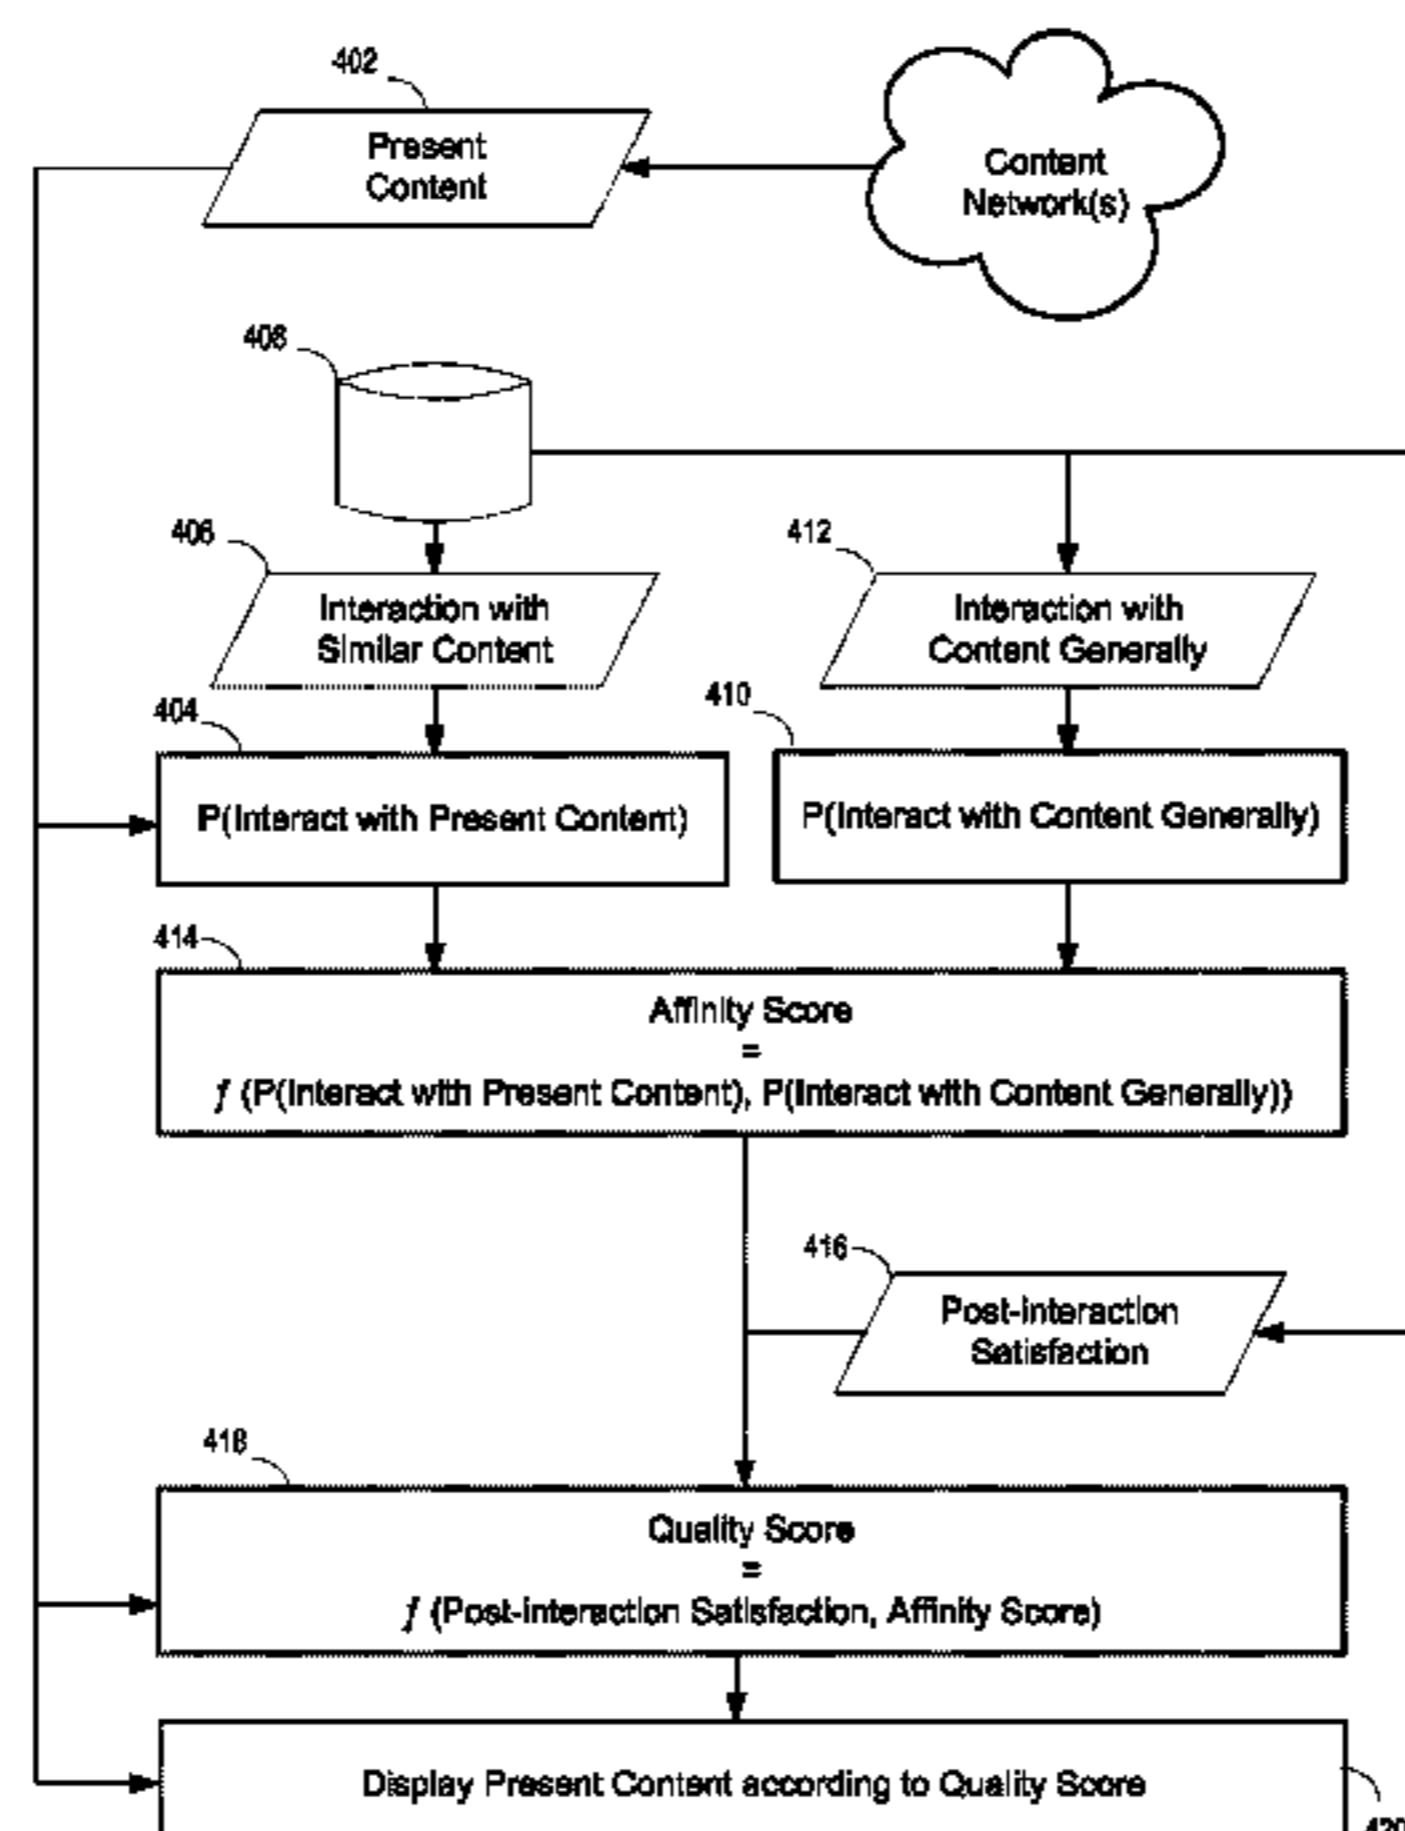 402
Present
Content
Content
Network(s)
408
406
Interaction with
Similar Content
412
Interaction with
Content Generally
404
P(Interact with Present Content)
410
P(Interact with Content Generally)
414
Affinity Score
=
ƒ (P(Interact with Present Content), P(Interact with Content Generally))
416
Post-interaction
Satisfaction
418
Quality Score
=
ƒ (Post-interaction Satisfaction, Affinity Score)
Display Present Content according to Quality Score